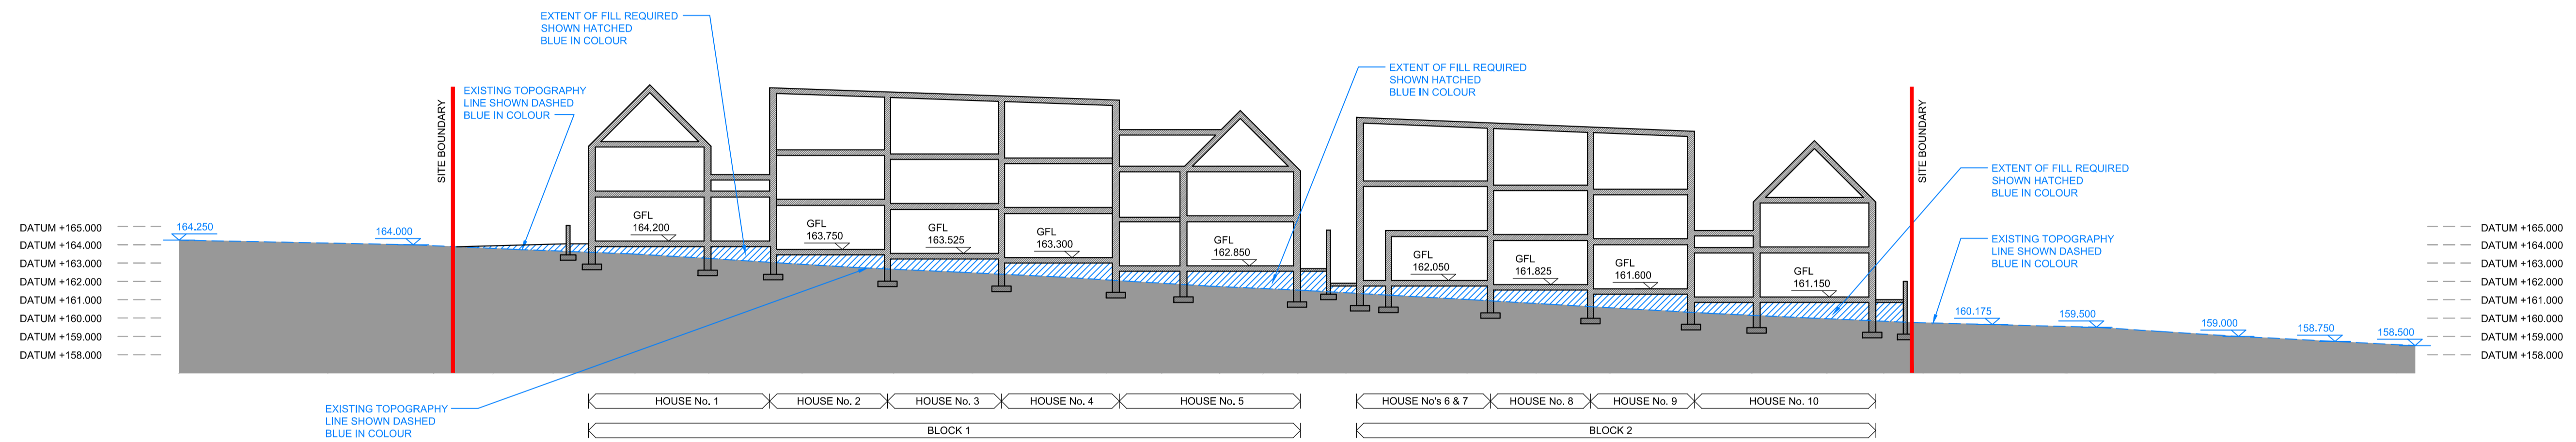 EXTENT OF FILL REQUIRED
SHOWN HATCHED
BLUE IN COLOUR
EXISTING TOPOGRAPHY
LINE SHOWN DASHED
BLUE IN COLOUR
SITE BOUNDARY
EXTENT OF FILL REQUIRED
SHOWN HATCHED
BLUE IN COLOUR
SITE BOUNDARY
EXTENT OF FILL REQUIRED
SHOWN HATCHED
BLUE IN COLOUR
EXISTING TOPOGRAPHY
LINE SHOWN DASHED
BLUE IN COLOUR
DATUM +165.000
DATUM +164.000
DATUM +163.000
DATUM +162.000
DATUM +161.000
DATUM +160.000
DATUM +159.000
DATUM +158.000
164.250
164.000
GFL
164.200
GFL
163.750
GFL
163.525
GFL
163.300
GFL
162.850
GFL
162.050
GFL
161.825
GFL
161.600
GFL
161.150
160.175
159.500
159.000
158.750
158.500
DATUM +165.000
DATUM +164.000
DATUM +163.000
DATUM +162.000
DATUM +161.000
DATUM +160.000
DATUM +159.000
DATUM +158.000
EXISTING TOPOGRAPHY
LINE SHOWN DASHED
BLUE IN COLOUR
HOUSE No. 1
HOUSE No. 2
HOUSE No. 3
HOUSE No. 4
HOUSE No. 5
HOUSE No's 6 & 7
HOUSE No. 8
HOUSE No. 9
HOUSE No. 10
BLOCK 1
BLOCK 2